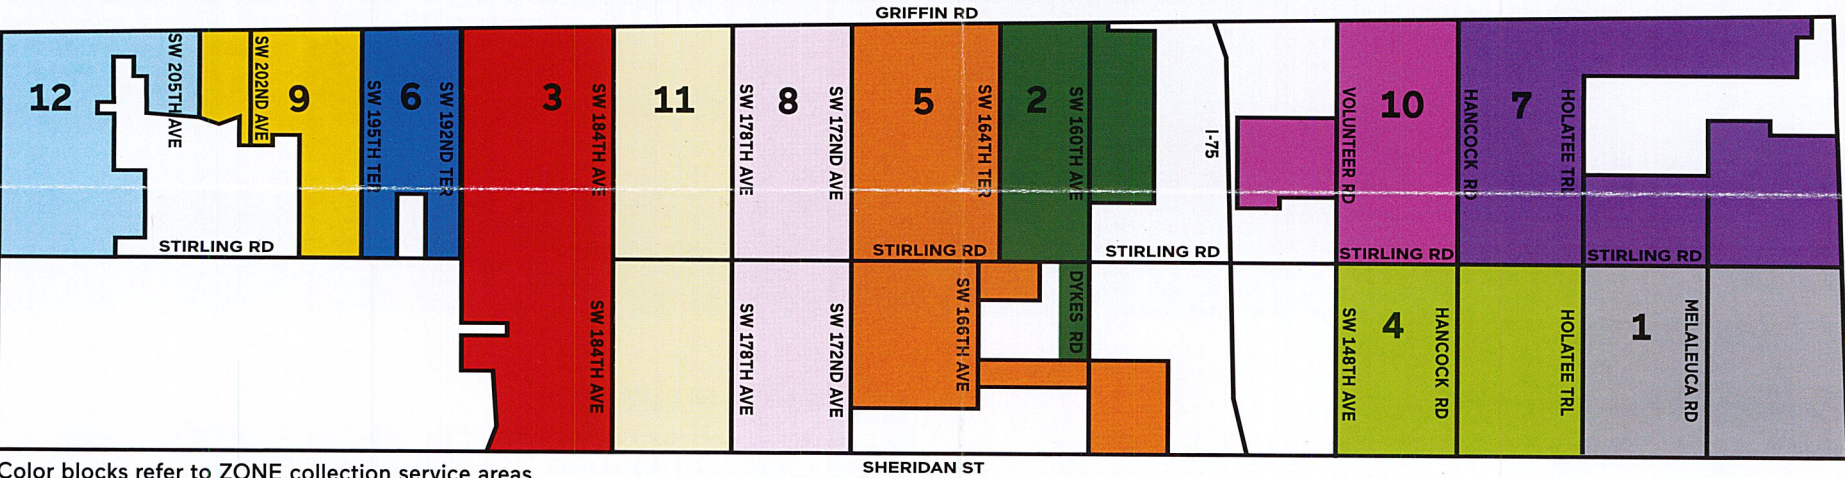 GRIFFIN RD
12
SW 205TH AVE
SW 202ND AVE
9
SW 195TH TER
6
SW 192ND TER
3
SW 184TH AVE
11
SW 178TH AVE
8
SW 172ND AVE
5
SW 164TH TER
2
SW 160TH AVE
I-75
VOLUNTEER RD
10
HANCOCK RD
7
HOLATEE TRL
STIRLING RD
STIRLING RD
STIRLING RD
STIRLING RD
STIRLING RD
SW 184TH AVE
SW 178TH AVE
SW 172ND AVE
SW 166TH AVE
DYKES RD
SW 148TH AVE
4
HANCOCK RD
HOLATEE TRL
1
MELALEUCA RD
SHERIDAN ST
Color blocks refer to ZONE collection service areas